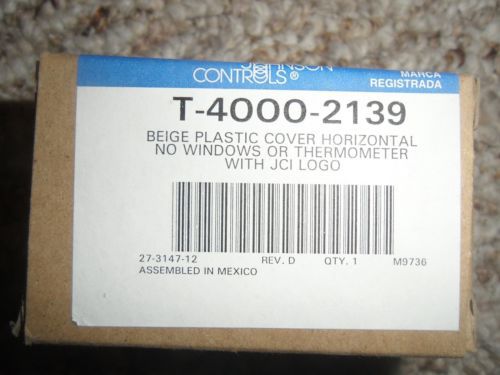 JOHNSON
CONTROLS®
MARCA
REGISTRADA
T-4000-2139
BEIGE PLASTIC COVER HORIZONTAL
NO WINDOWS OR THERMOMETER
WITH JCI LOGO
27-3147-12 REV. D QTY. 1 M9736
ASSEMBLED IN MEXICO